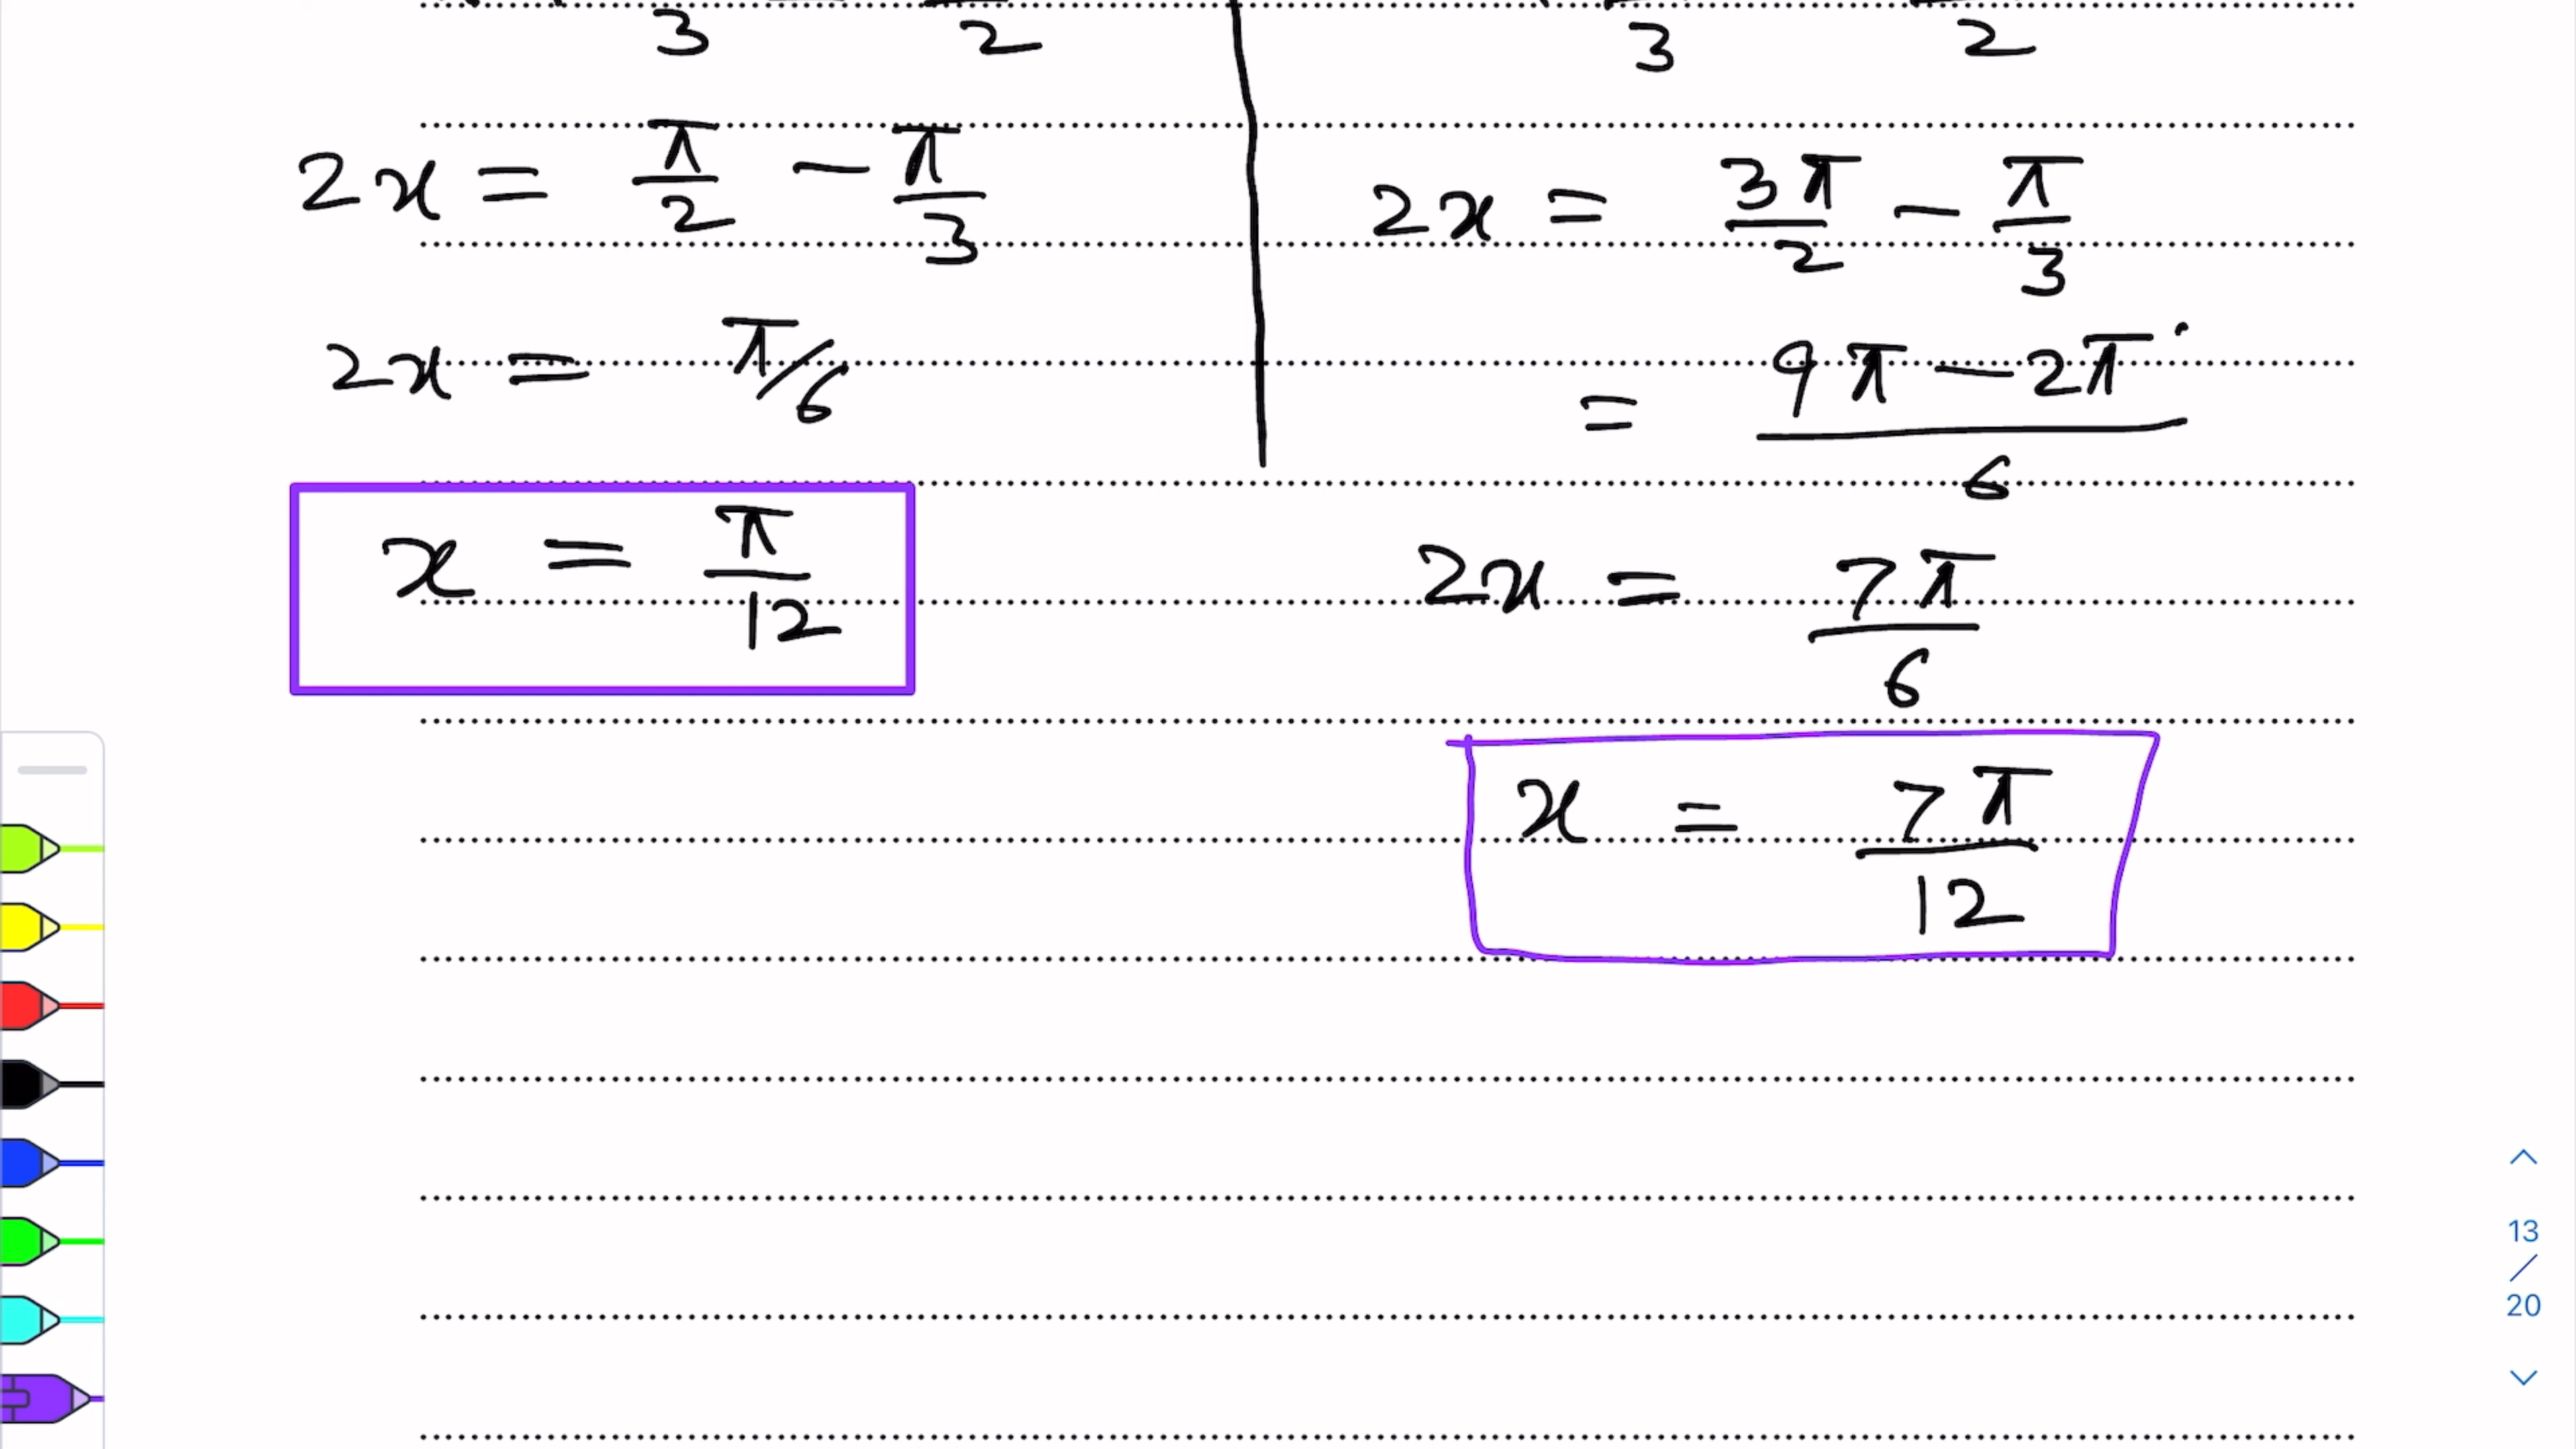 3 2
2x = π/2 - π/3
2x = π/6
x = π/12
3 2
2x = 3π/2 - π/3
= 9π - 2π/6
2x = 7π/6
x = 7π/12
13
/
20